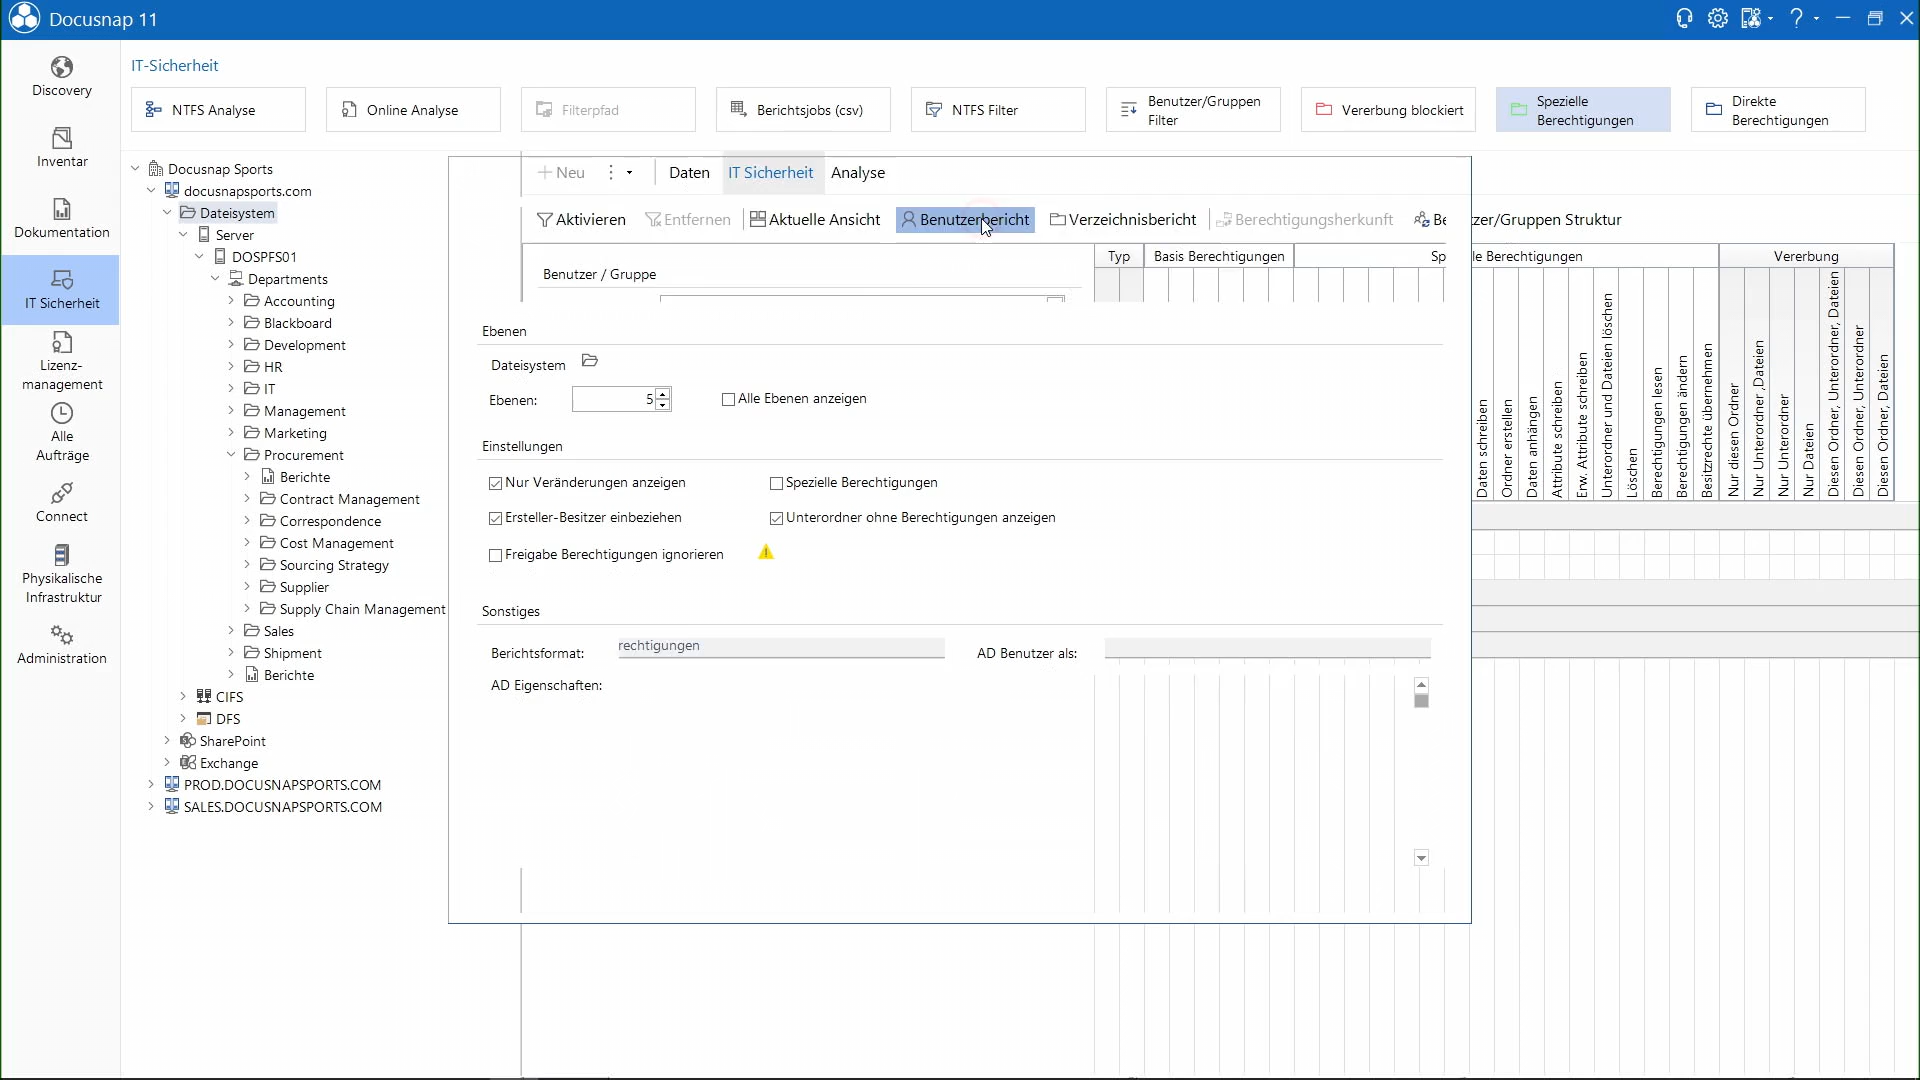 Docusnap 11
IT-Sicherheit
NTFS Analyse
Online Analyse
Filterpfad
Berichtsjobs (csv)
NTFS Filter
Benutzer/Gruppen
Filter
Vererbung blockiert
Spezielle
Berechtigungen
Direkte
Berechtigungen
Discovery
Inventar
Dokumentation
IT Sicherheit
Lizenz-
management
Alle
Aufträge
Connect
Physikalische
Infrastruktur
Administration
Docusnap Sports
docusnapsports.com
Dateisystem
Server
DOSPFS01
Departments
Accounting
Blackboard
Development
HR
IT
Management
Marketing
Procurement
Berichte
Contract Management
Correspondence
Cost Management
Sourcing Strategy
Supplier
Supply Chain Management
Sales
Shipment
Berichte
CIFS
DFS
SharePoint
Exchange
PROD.DOCUSNAPSPORTS.COM
SALES.DOCUSNAPSPORTS.COM
Neu
Daten
IT Sicherheit
Analyse
Aktivieren
Entfernen
Aktuelle Ansicht
Benutzerbericht
Verzeichnisbericht
Berechtigungsherkunft
Be
zer/Gruppen Struktur
Benutzer / Gruppe
Typ
Basis Berechtigungen
Sp
le Berechtigungen
Vererbung
Daten schreiben
Ordner erstellen
Daten anhängen
Attribute schreiben
Erw. Attribute schreiben
Unterordner und Dateien löschen
Löschen
Berechtigungen lesen
Berechtigungen ändern
Besitzrechte übernehmen
Nur diesen Ordner
Nur Unterordner ,Dateien
Nur Unterordner
Nur Dateien
Diesen Ordner, Unterordner, Dateien
Diesen Ordner, Unterordner
Diesen Ordner, Dateien
Ebenen
Dateisystem
Ebenen:
5
Alle Ebenen anzeigen
Einstellungen
Nur Veränderungen anzeigen
Spezielle Berechtigungen
Ersteller-Besitzer einbeziehen
Unterordner ohne Berechtigungen anzeigen
Freigabe Berechtigungen ignorieren
Sonstiges
Berichtsformat:
rechtigungen
AD Benutzer als:
AD Eigenschaften: